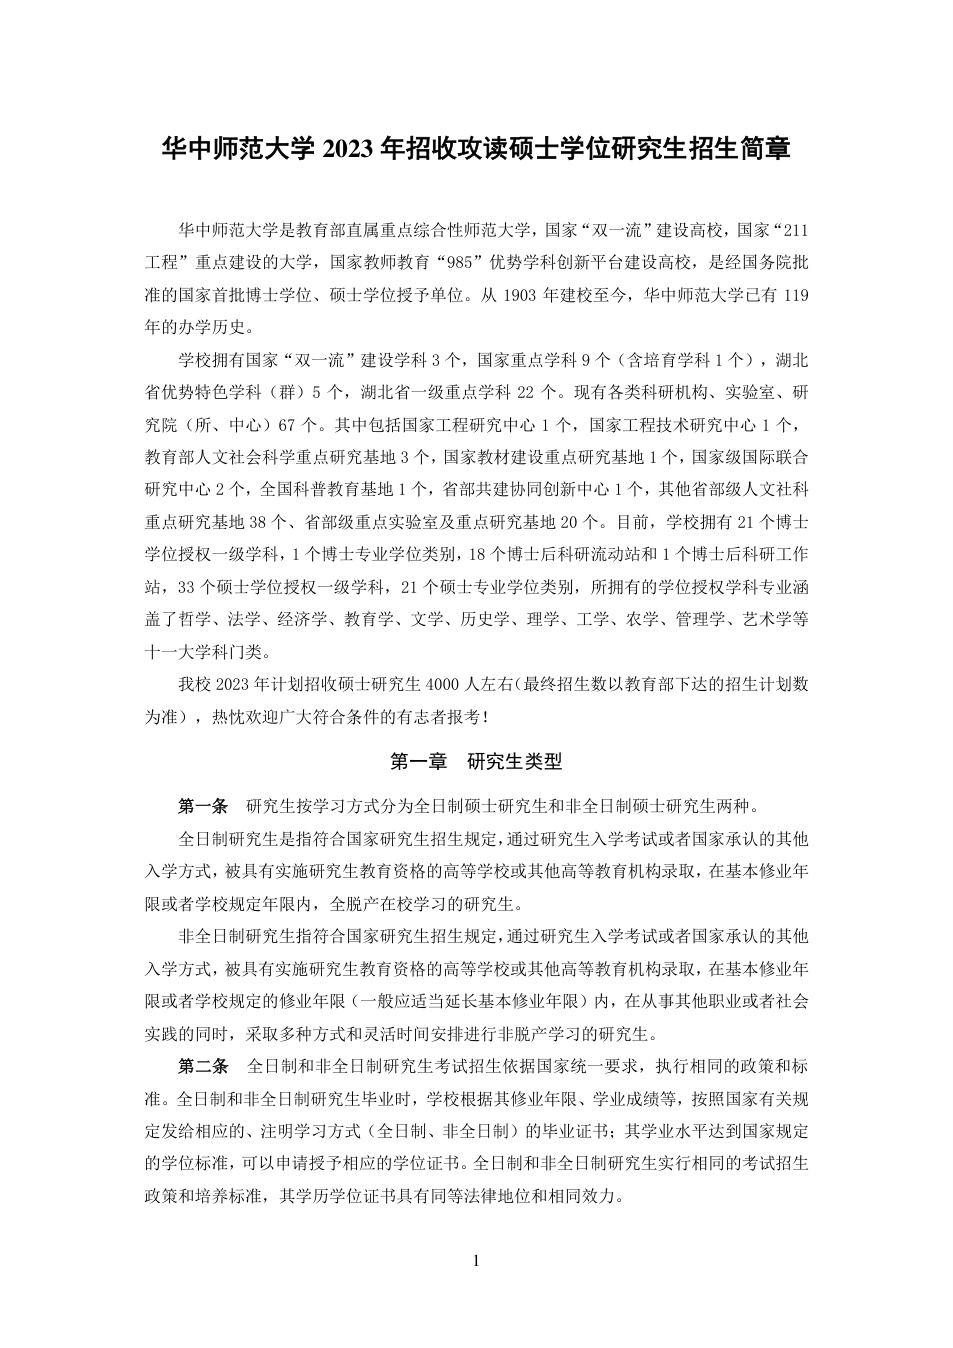 华中师范大学 2023 年招收攻读硕士学位研究生招生简章
华中师范大学是教育部直属重点综合性师范大学，国家“双一流”建设高校，国家“211
工程”重点建设的大学，国家教师教育“985”优势学科创新平台建设高校，是经国务院批
准的国家首批博士学位、硕士学位授予单位。从 1903 年建校至今，华中师范大学已有 119
年的办学历史。
学校拥有国家“双一流”建设学科 3 个，国家重点学科 9 个（含培育学科 1 个），湖北
省优势特色学科（群）5 个，湖北省一级重点学科 22 个。现有各类科研机构、实验室、研
究院（所、中心）67 个。其中包括国家工程研究中心 1 个，国家工程技术研究中心 1 个，
教育部人文社会科学重点研究基地 3 个，国家教材建设重点研究基地 1 个，国家级国际联合
研究中心 2 个，全国科普教育基地 1 个，省部共建协同创新中心 1 个，其他省部级人文社科
重点研究基地 38 个、省部级重点实验室及重点研究基地 20 个。目前，学校拥有 21 个博士
学位授权一级学科，1 个博士专业学位类别，18 个博士后科研流动站和 1 个博士后科研工作
站，33 个硕士学位授权一级学科，21 个硕士专业学位类别，所拥有的学位授权学科专业涵
盖了哲学、法学、经济学、教育学、文学、历史学、理学、工学、农学、管理学、艺术学等
十一大学科门类。
我校 2023 年计划招收硕士研究生 4000 人左右（最终招生数以教育部下达的招生计划数
为准），热忱欢迎广大符合条件的有志者报考！
第一章 研究生类型
第一条 研究生按学习方式分为全日制硕士研究生和非全日制硕士研究生两种。
全日制研究生是指符合国家研究生招生规定，通过研究生入学考试或者国家承认的其他
入学方式，被具有实施研究生教育资格的高等学校或其他高等教育机构录取，在基本修业年
限或者学校规定年限内，全脱产在校学习的研究生。
非全日制研究生指符合国家研究生招生规定，通过研究生入学考试或者国家承认的其他
入学方式，被具有实施研究生教育资格的高等学校或其他高等教育机构录取，在基本修业年
限或者学校规定的修业年限（一般应适当延长基本修业年限）内，在从事其他职业或者社会
实践的同时，采取多种方式和灵活时间安排进行非脱产学习的研究生。
第二条 全日制和非全日制研究生考试招生依据国家统一要求，执行相同的政策和标
准。全日制和非全日制研究生毕业时，学校根据其修业年限、学业成绩等，按照国家有关规
定发给相应的、注明学习方式（全日制、非全日制）的毕业证书；其学业水平达到国家规定
的学位标准，可以申请授予相应的学位证书。全日制和非全日制研究生实行相同的考试招生
政策和培养标准，其学历学位证书具有同等法律地位和相同效力。
1